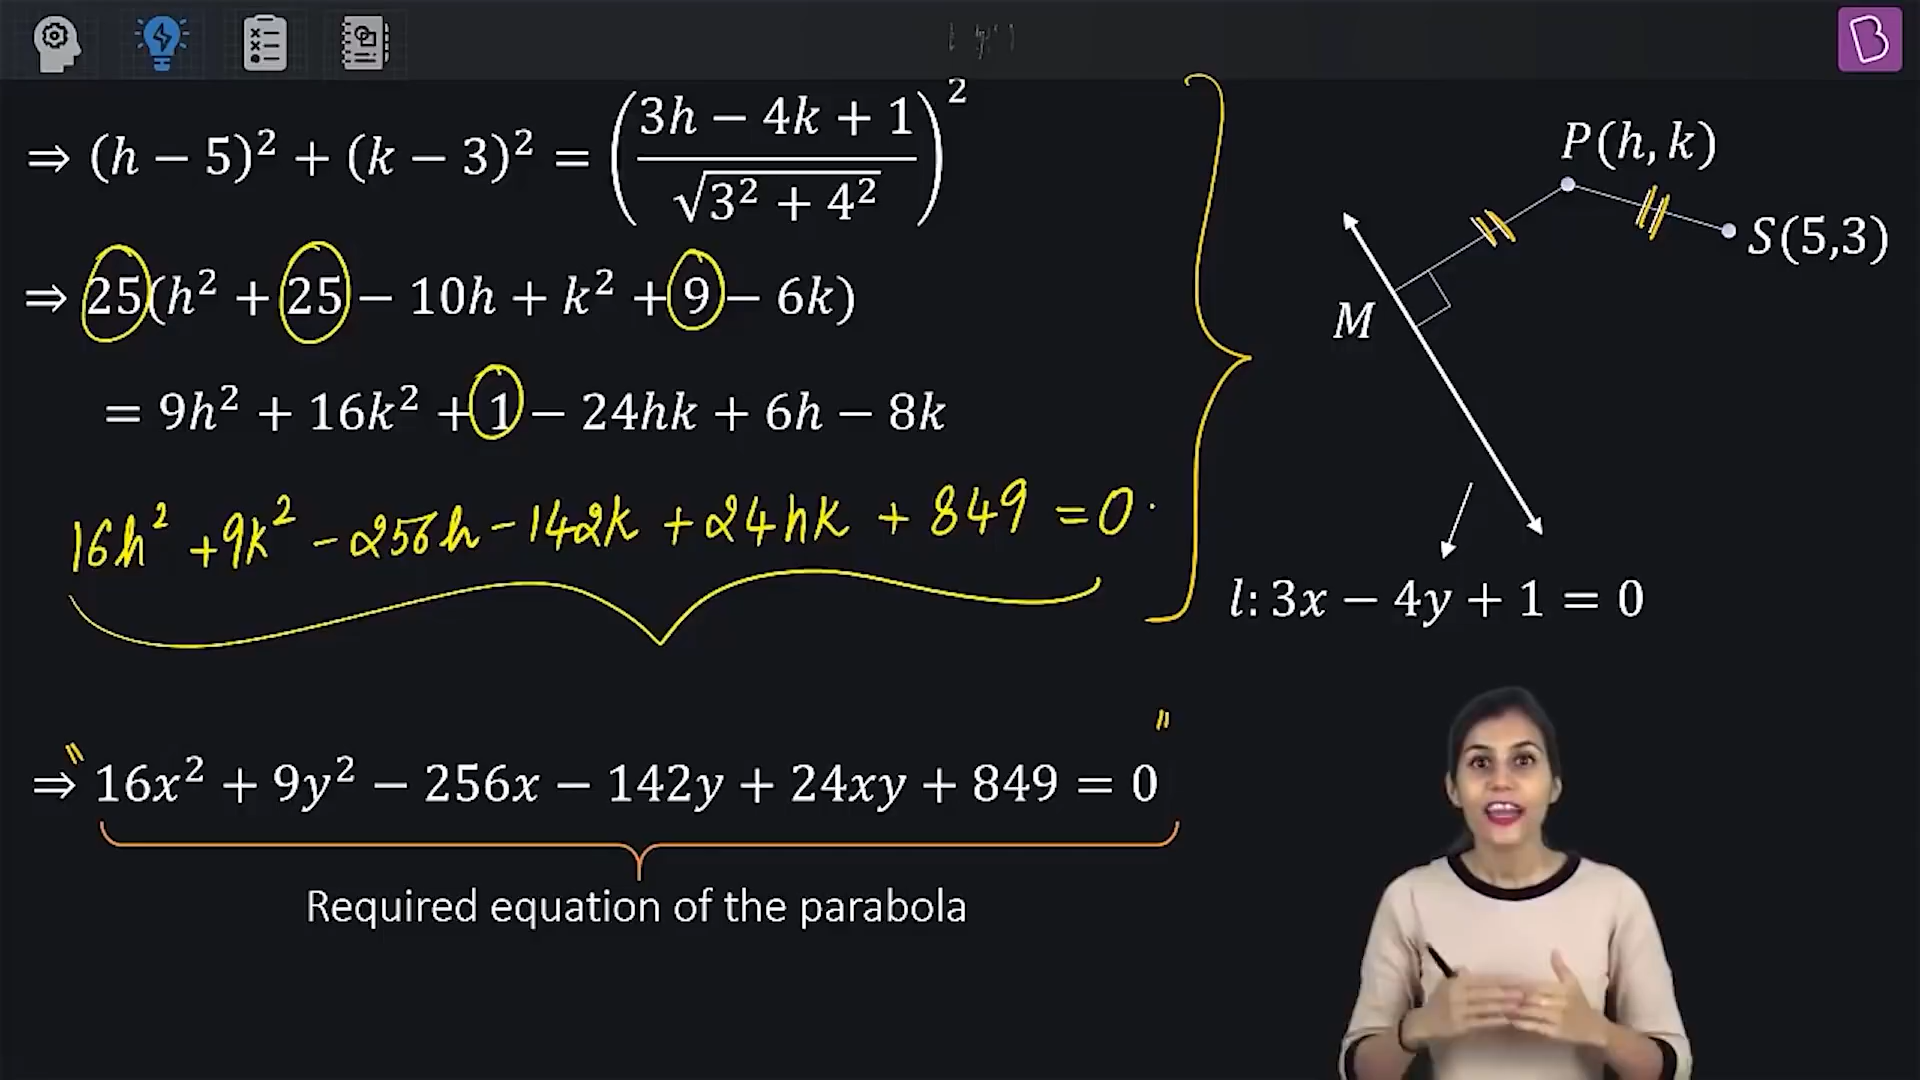 ⇒ (h − 5)² + (k − 3)² = ((3h − 4k + 1)/√(3² + 4²))²
⇒ 25(h² + 25 − 10h + k² + 9 − 6k)
= 9h² + 16k² + 1 − 24hk + 6h − 8k
16h² + 9k² − 256h − 142k + 24hk + 849 = 0
⇒ "16x² + 9y² − 256x − 142y + 24xy + 849 = 0"
Required equation of the parabola
P(h, k)
S(5,3)
M
l: 3x − 4y + 1 = 0
B